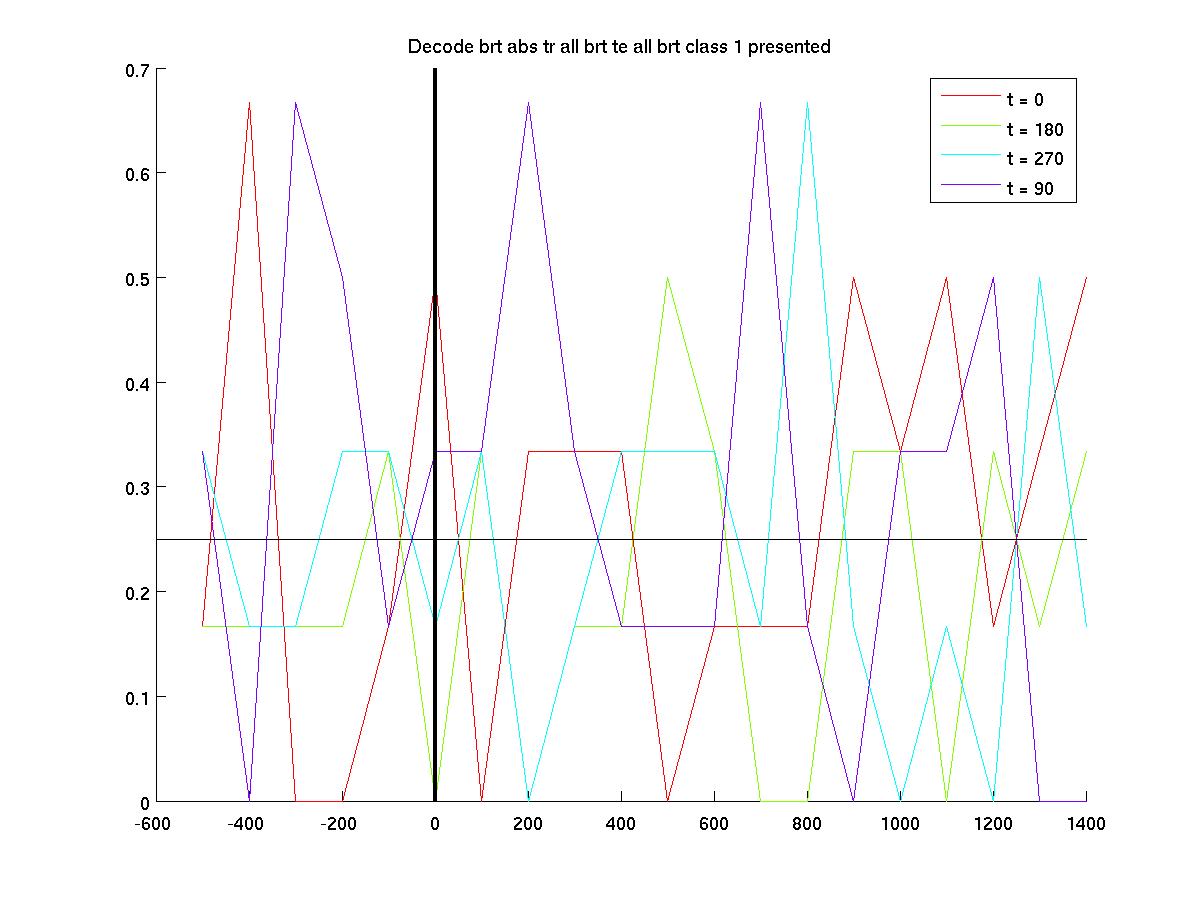 Decode brt abs tr all brt te all brt class 1 presented
0.7
0.6
0.5
0.4
0.3
0.2
0.1
0
-600 -400 -200 0 200 400 600 800 1000 1200 1400
t = 0
t = 180
t = 270
t = 90